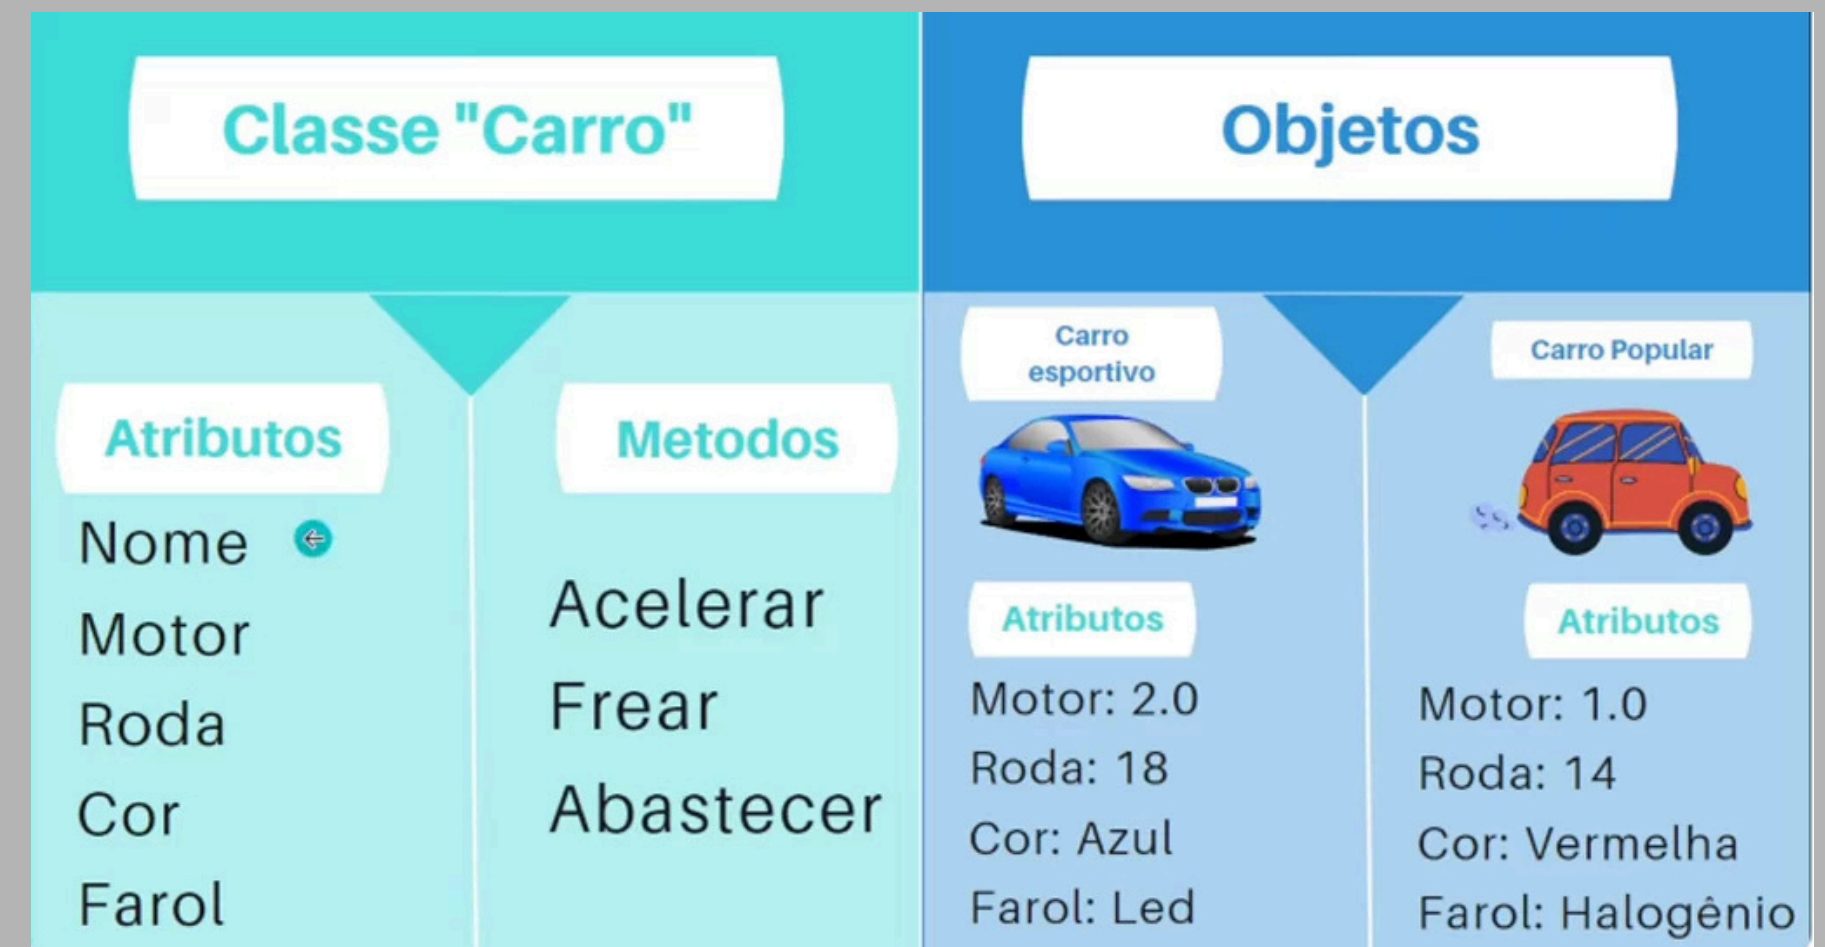 Classe "Carro"
Atributos
Nome
Motor
Roda
Cor
Farol
Metodos
Acelerar
Frear
Abastecer
Objetos
Carro
esportivo
Atributos
Motor: 2.0
Roda: 18
Cor: Azul
Farol: Led
Carro Popular
Atributos
Motor: 1.0
Roda: 14
Cor: Vermelha
Farol: Halogênio